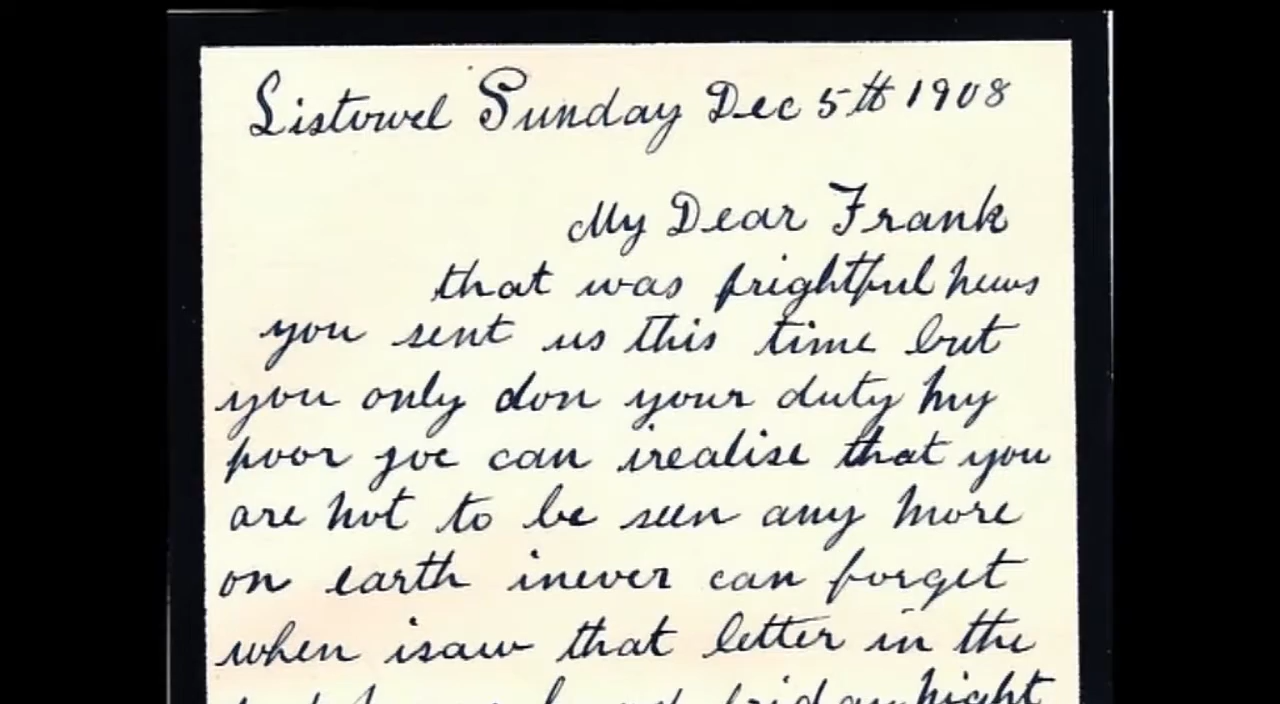 Listowel Sunday Dec 5th 1908
My Dear Frank
that was frightful news
you sent us this time but
you only don your duty my
poor joe can irealise that you
are not to be seen any more
on earth inever can forget
when isaw that letter in the
friday night